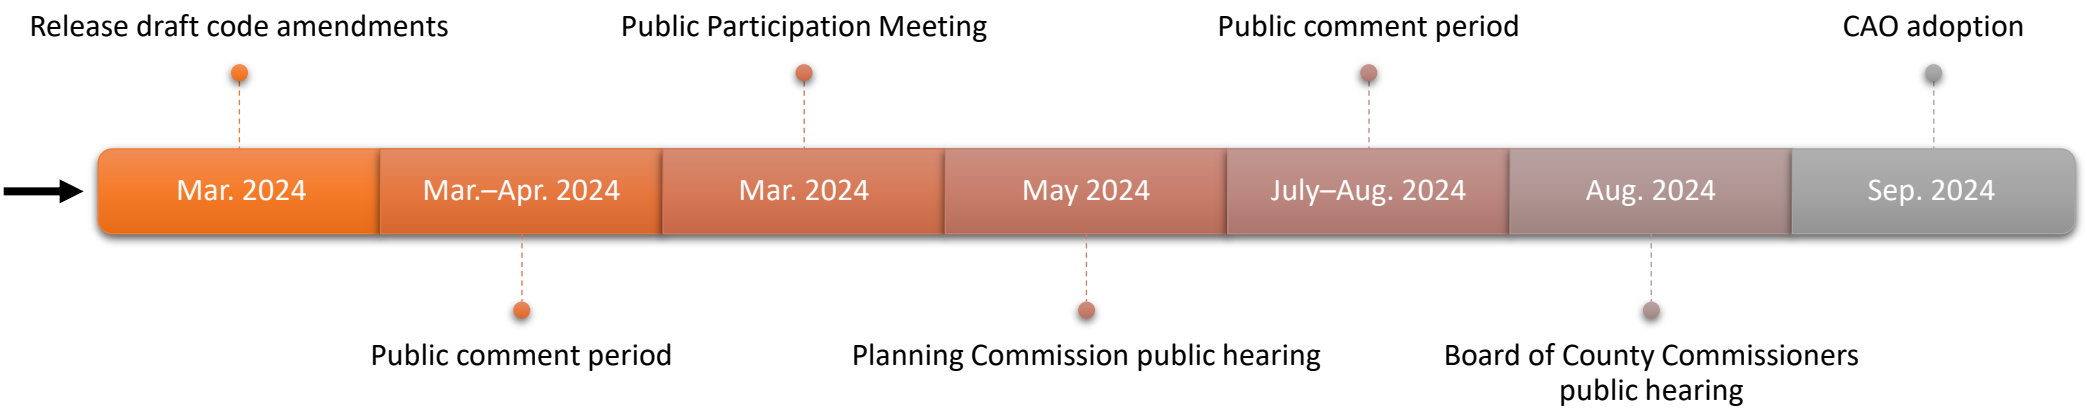 Release draft code amendments
Public Participation Meeting
Public comment period
CAO adoption
Mar. 2024
Mar.–Apr. 2024
Mar. 2024
May 2024
July–Aug. 2024
Aug. 2024
Sep. 2024
Public comment period
Planning Commission public hearing
Board of County Commissioners
public hearing